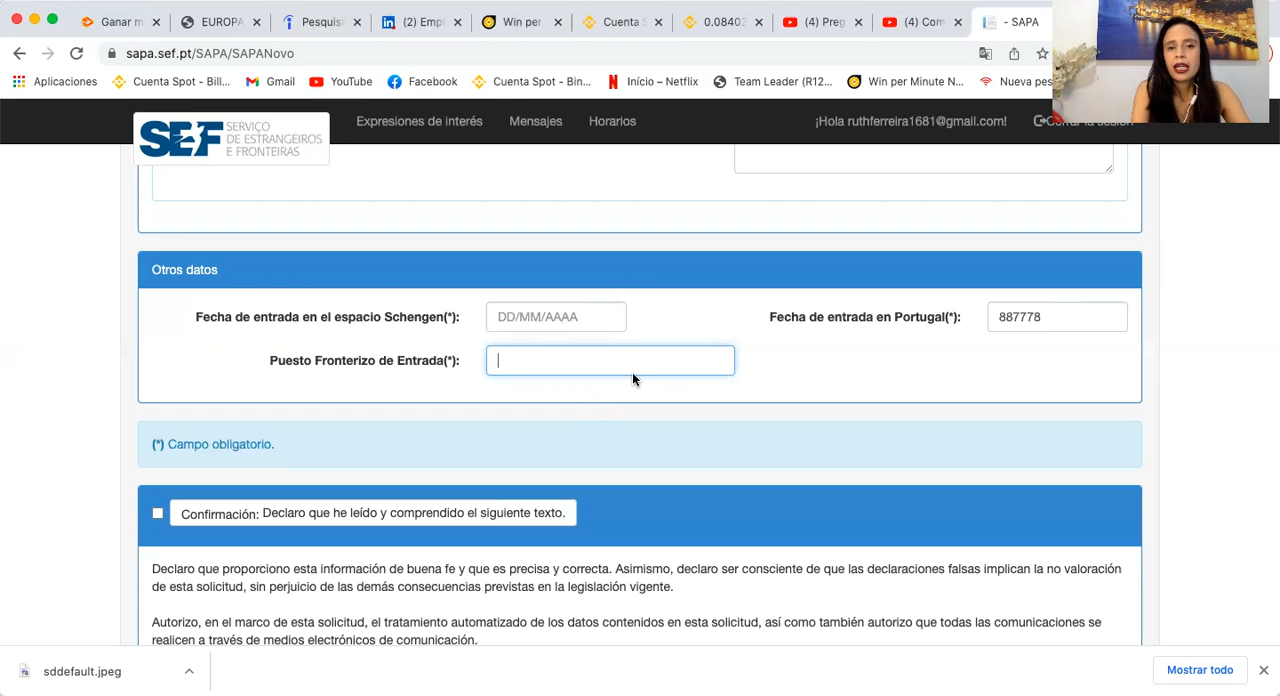 Ganar m
EUROPA
Pesquisa
(2) Empl
Win per
Cuenta S
0.08403
(4) Preg
(4) Com
- SAPA
sapa.sef.pt/SAPA/SAPANovo
Aplicaciones
Cuenta Spot - Bill...
Gmail
YouTube
Facebook
Cuenta Spot - Bin...
Início – Netflix
Team Leader (R12...
Win per Minute N...
Nueva pes
SEF SERVIÇO
DE ESTRANGEIROS
E FRONTEIRAS
Expresiones de interés
Mensajes
Horarios
¡Hola ruthferreira1681@gmail.com!
Cerrar la sesión
Otros datos
Fecha de entrada en el espacio Schengen(*): DD/MM/AAAA
Fecha de entrada en Portugal(*): 887778
Puesto Fronterizo de Entrada(*):
(*) Campo obligatorio.
Confirmación: Declaro que he leído y comprendido el siguiente texto.
Declaro que proporciono esta información de buena fe y que es precisa y correcta. Asimismo, declaro ser consciente de que las declaraciones falsas implican la no valoración
de esta solicitud, sin perjuicio de las demás consecuencias previstas en la legislación vigente.
Autorizo, en el marco de esta solicitud, el tratamiento automatizado de los datos contenidos en esta solicitud, así como también autorizo que todas las comunicaciones se
realicen a través de medios electrónicos de comunicación.
sddefault.jpeg
Mostrar todo